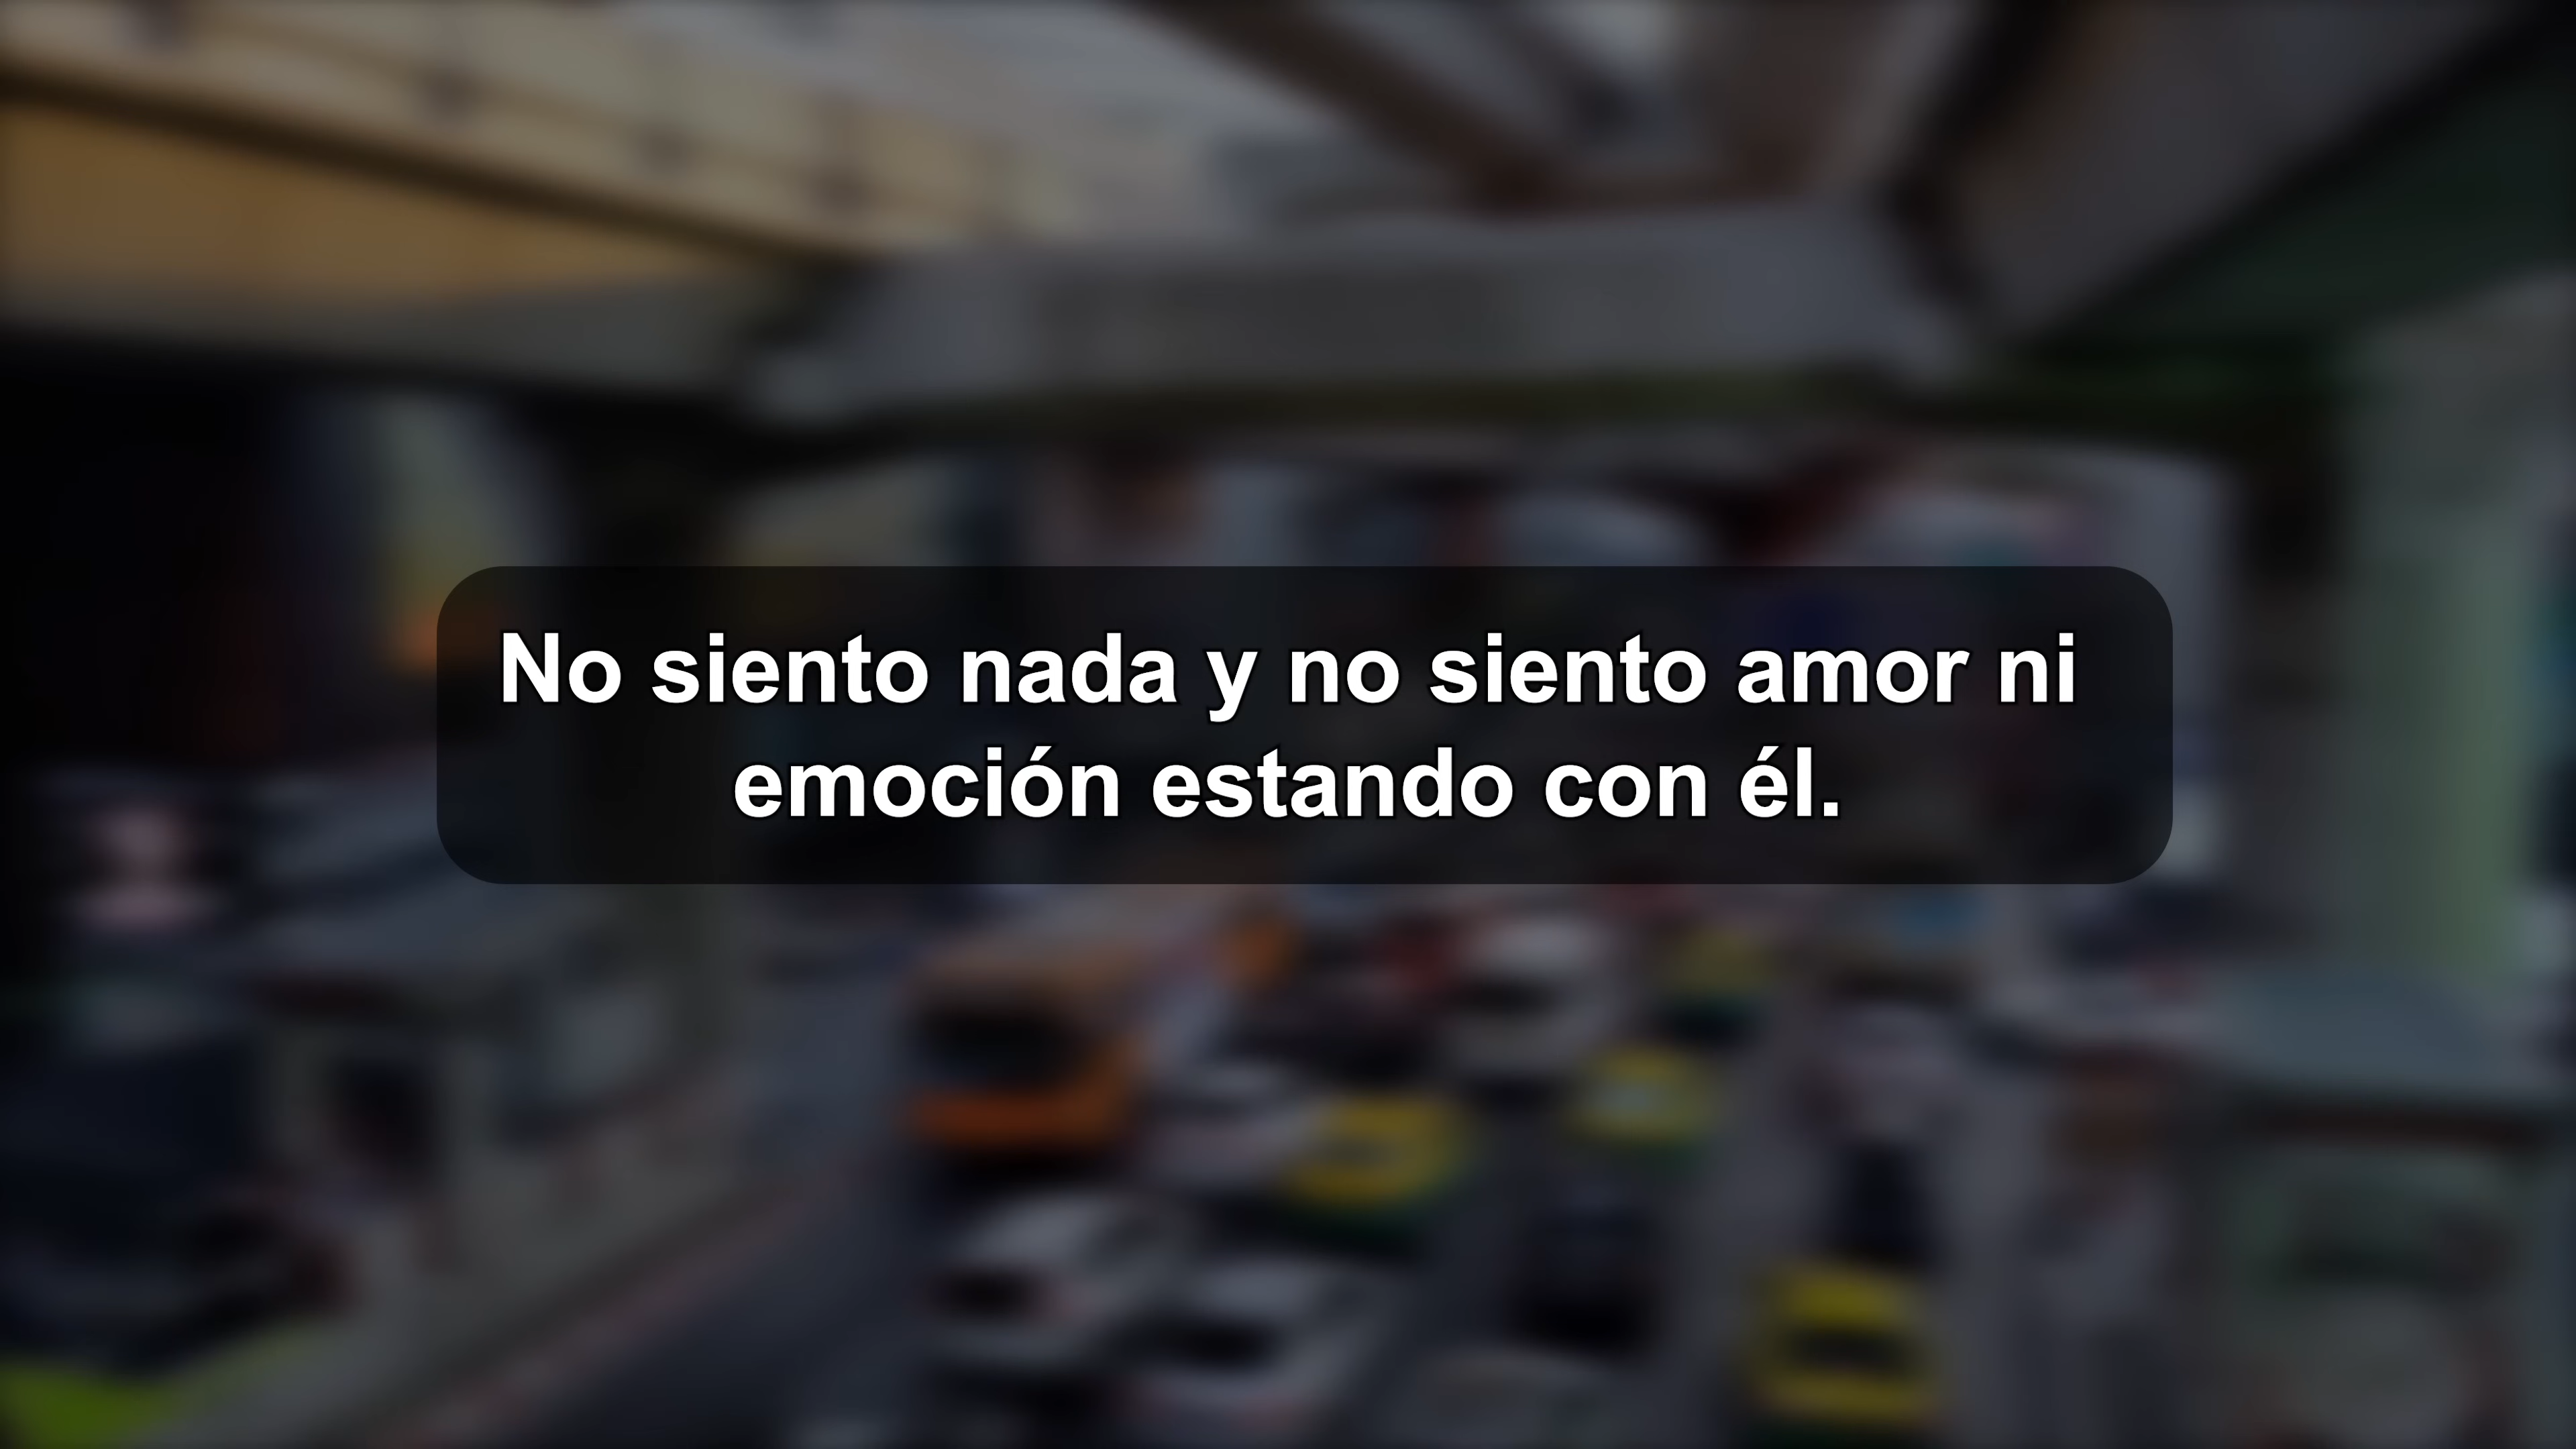 No siento nada y no siento amor ni
emoción estando con él.